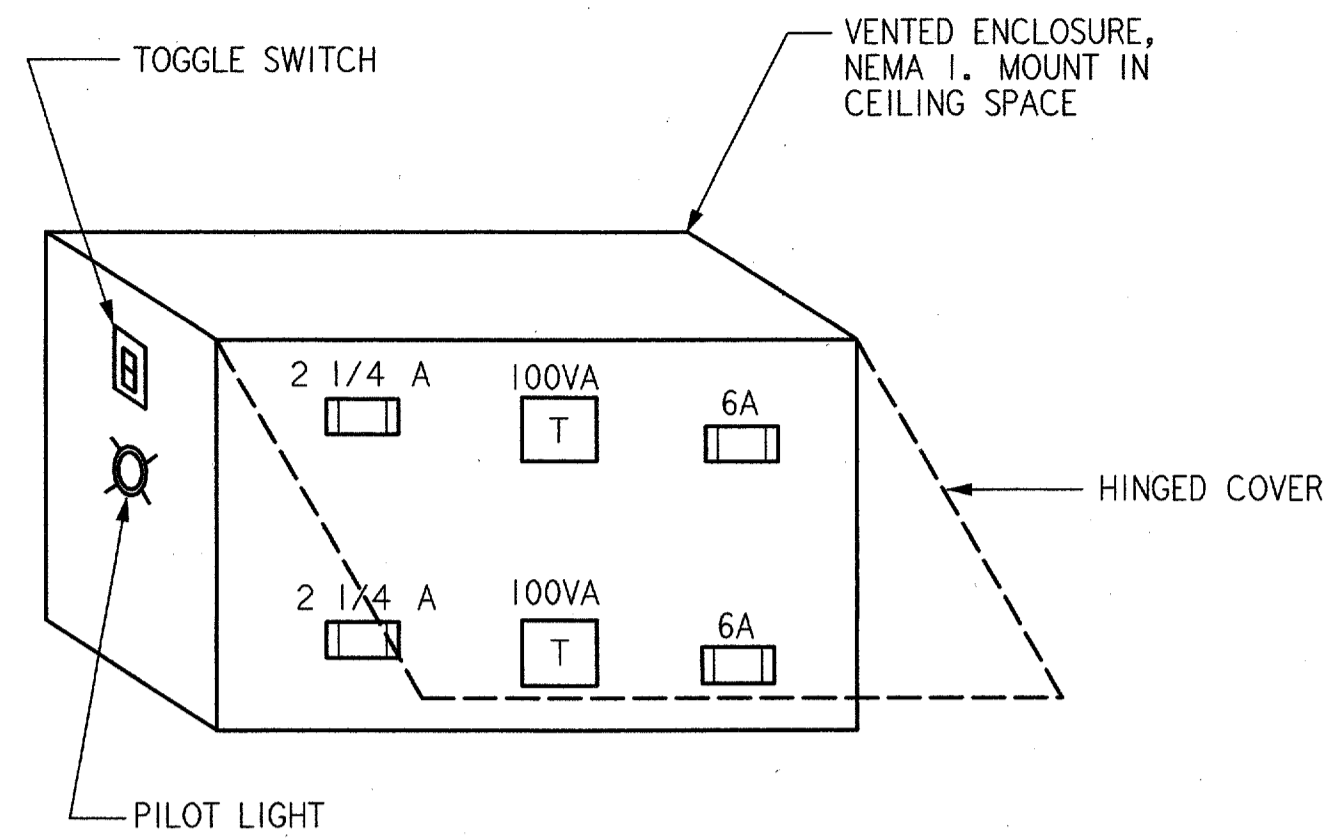 TOGGLE SWITCH
VENTED ENCLOSURE,
NEMA 1. MOUNT IN
CEILING SPACE
2 1/4 A
100VA
6A
T
HINGED COVER
2 1/4 A
100VA
6A
T
PILOT LIGHT